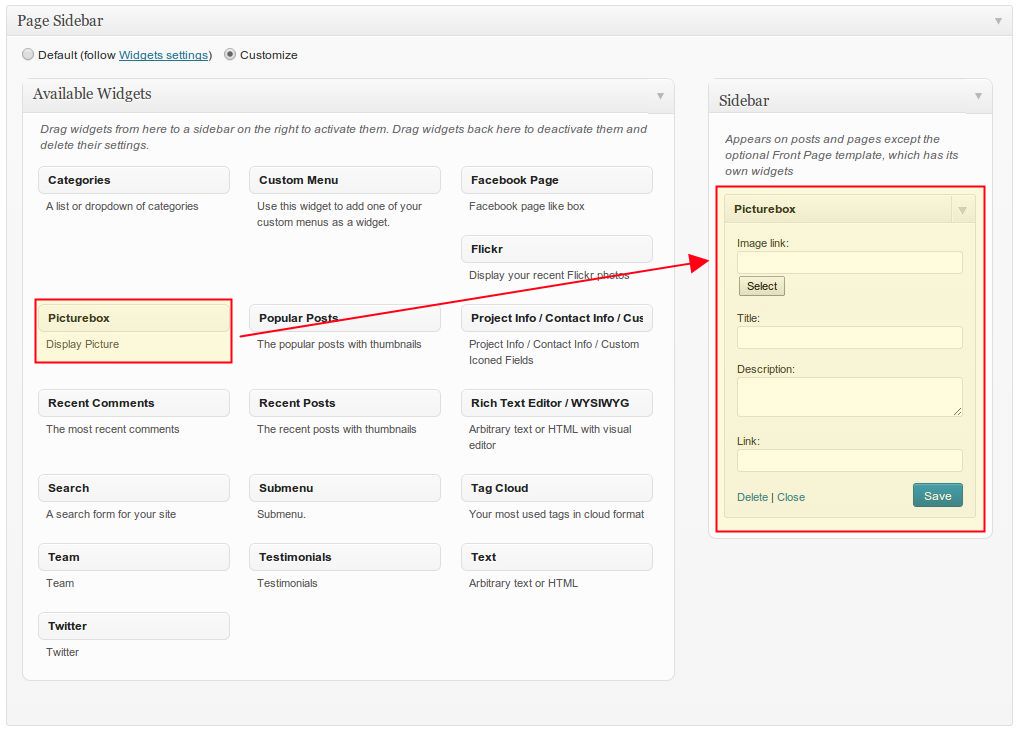 Page Sidebar
Default (follow Widgets settings) Customize
Available Widgets
Drag widgets from here to a sidebar on the right to activate them. Drag widgets back here to deactivate them and
delete their settings.
Categories
A list or dropdown of categories
Custom Menu
Use this widget to add one of your
custom menus as a widget.
Facebook Page
Facebook page like box
Flickr
Display your recent Flickr photos
Picturebox
Display Picture
Popular Posts
The popular posts with thumbnails
Project Info / Contact Info / Cus
Project Info / Contact Info / Custom
Iconed Fields
Recent Comments
The most recent comments
Recent Posts
The recent posts with thumbnails
Rich Text Editor / WYSIWYG
Arbitrary text or HTML with visual
editor
Search
A search form for your site
Submenu
Submenu.
Tag Cloud
Your most used tags in cloud format
Team
Team
Testimonials
Testimonials
Text
Arbitrary text or HTML
Twitter
Twitter
Sidebar
Appears on posts and pages except the
optional Front Page template, which has its
own widgets
Picturebox
Image link:
Select
Title:
Description:
Link:
Delete | Close
Save